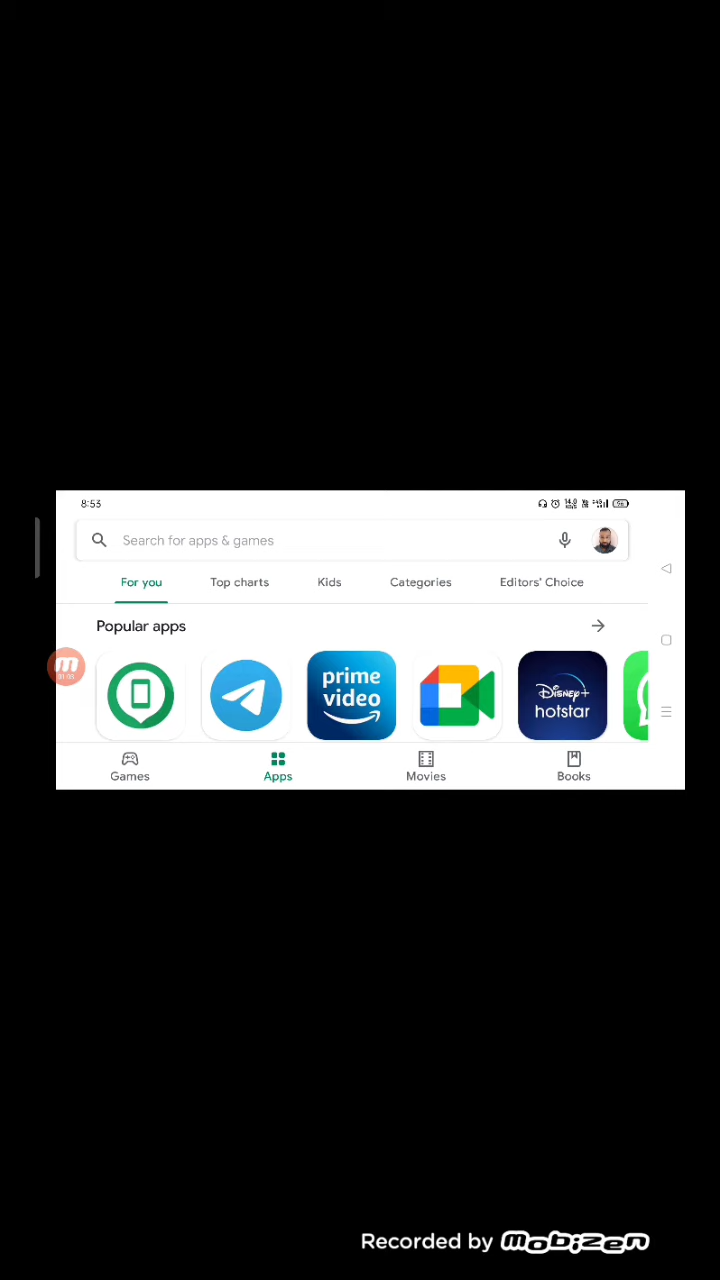 8:53
Search for apps & games
For you Top charts Kids Categories Editors' Choice
Popular apps
prime video
Disney+ hotstar
Games Apps Movies Books
Recorded by mobizen